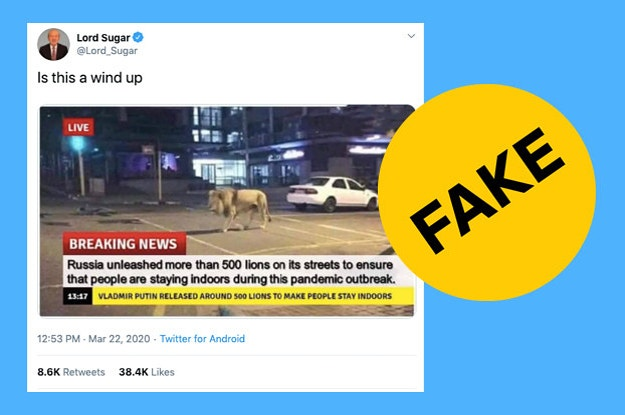 Lord Sugar
@Lord_Sugar
Is this a wind up
LIVE
BREAKING NEWS
Russia unleashed more than 500 lions on its streets to ensure
that people are staying indoors during this pandemic outbreak.
13:17 VLADMIR PUTIN RELEASED AROUND 500 LIONS TO MAKE PEOPLE STAY INDOORS
12:53 PM · Mar 22, 2020 · Twitter for Android
8.6K Retweets 38.4K Likes
FAKE